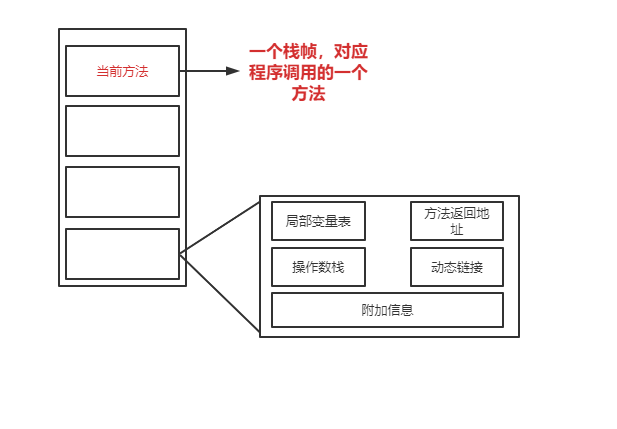 当前方法
一个栈帧，对应
程序调用的一个
方法
局部变量表
方法返回地
址
操作数栈
动态链接
附加信息